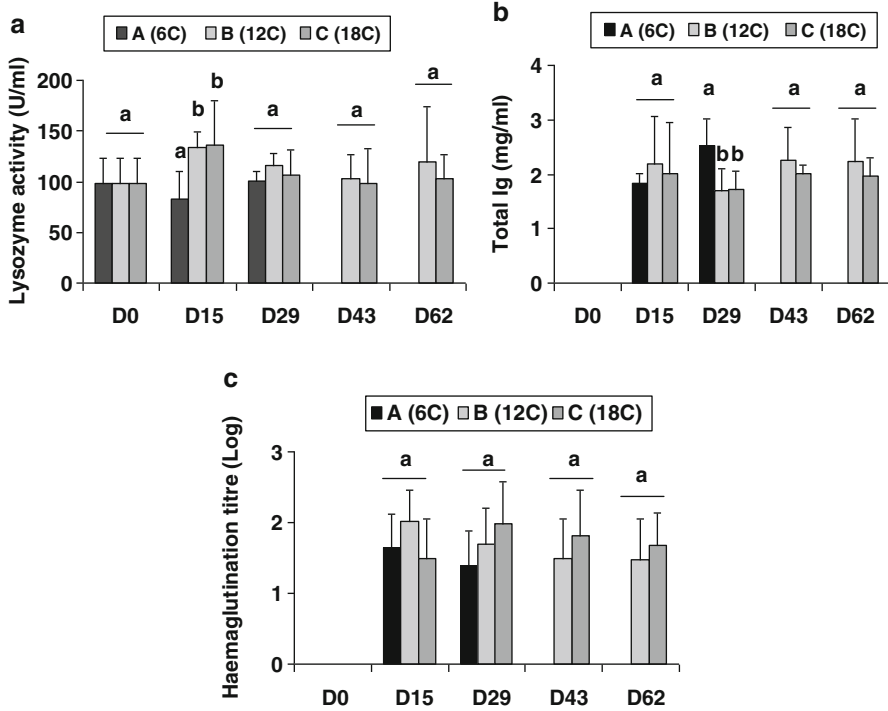 a
A (6C) B (12C) C (18C)
Lysozyme activity (U/ml)
200
150
100
50
0
a
a
b
b
a
a
a
D0 D15 D29 D43 D62
b
A (6C) B (12C) C (18C)
Total Ig (mg/ml)
4
3
2
1
0
a
a
b b
a
a
D0 D15 D29 D43 D62
c
A (6C) B (12C) C (18C)
Haemaglutination titre (Log)
3
2
1
0
a
a
a
a
D0 D15 D29 D43 D62